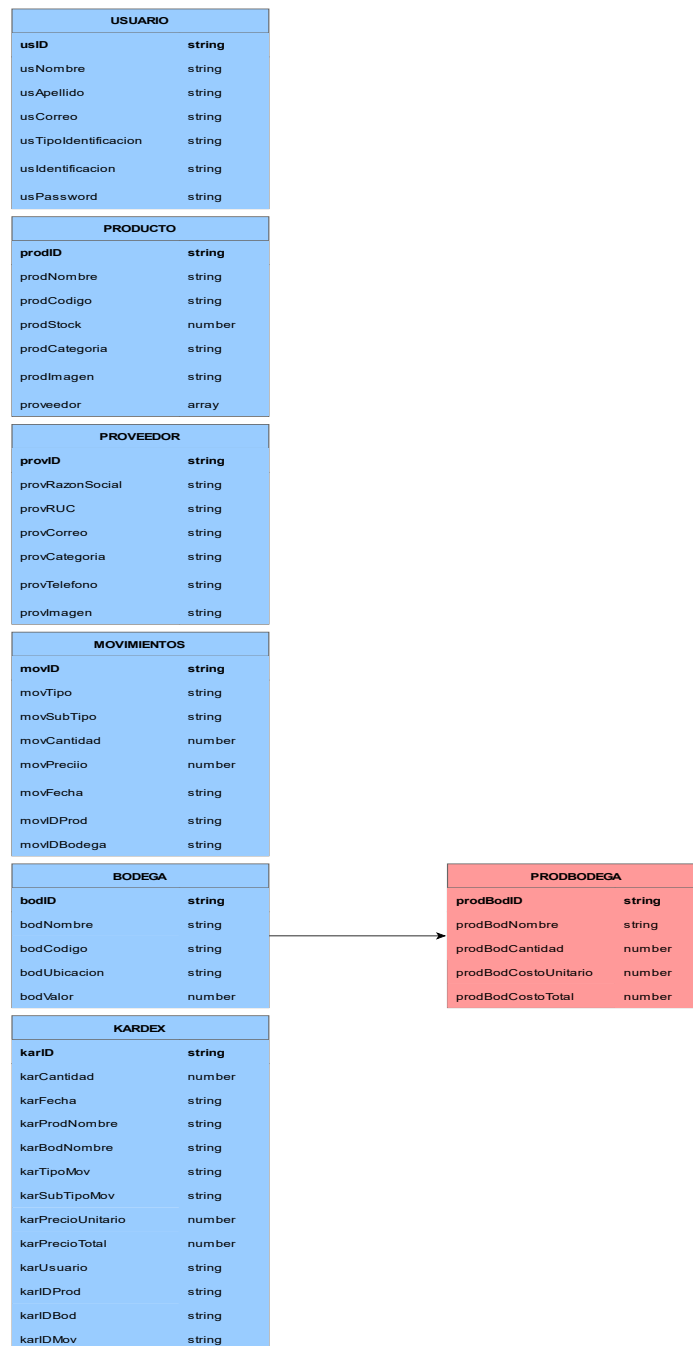 USUARIO
usID string
usNombre string
usApellido string
usCorreo string
usTipoIdentificacion string
usIdentificacion string
usPassword string
PRODUCTO
prodID string
prodNombre string
prodCodigo string
prodStock number
prodCategoria string
prodImagen string
proveedor array
PROVEEDOR
provID string
provRazonSocial string
provRUC string
provCorreo string
provCategoria string
provTelefono string
provImagen string
MOVIMIENTOS
movID string
movTipo string
movSubTipo string
movCantidad number
movPreciio number
movFecha string
movIDProd string
movIDBodega string
BODEGA
bodID string
bodNombre string
bodCodigo string
bodUbicacion string
bodValor number
PRODBODEGA
prodBodID string
prodBodNombre string
prodBodCantidad number
prodBodCostoUnitario number
prodBodCostoTotal number
KARDEX
karID string
karCantidad number
karFecha string
karProdNombre string
karBodNombre string
karTipoMov string
karSubTipoMov string
karPrecioUnitario number
karPrecioTotal number
karUsuario string
karIDProd string
karIDBod string
karIDMov string